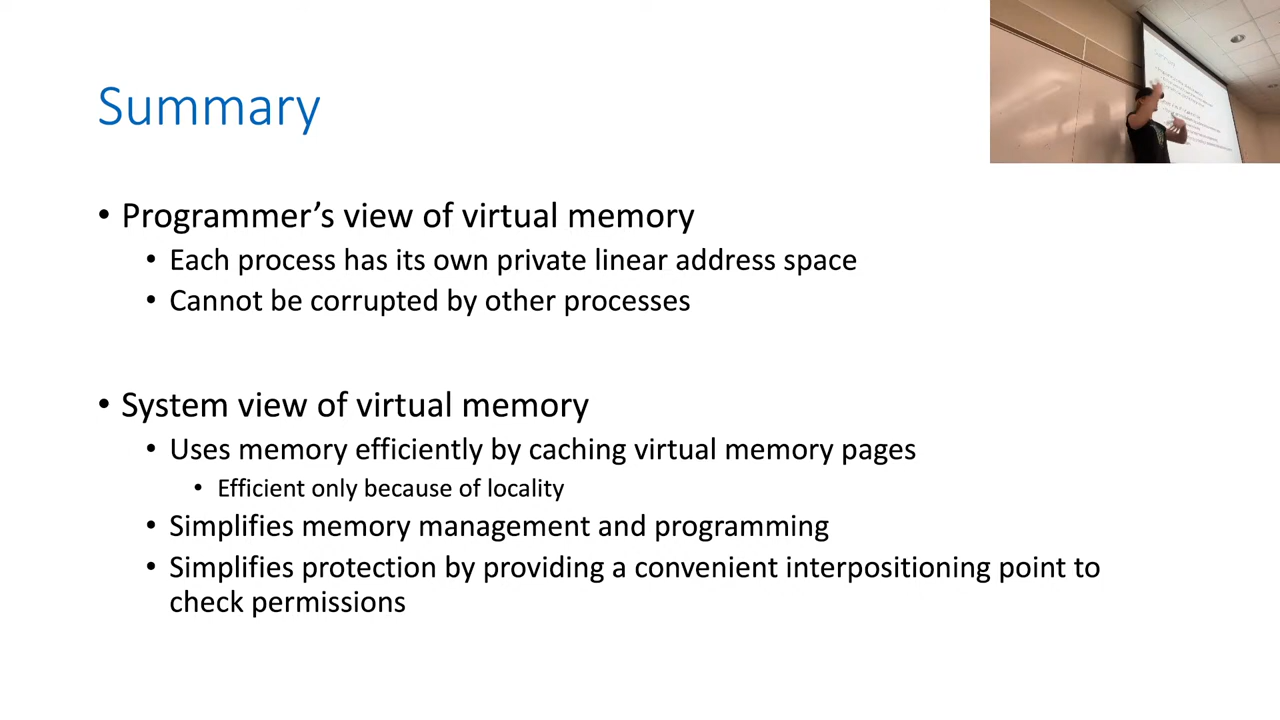 Summary
• Programmer’s view of virtual memory
• Each process has its own private linear address space
• Cannot be corrupted by other processes
• System view of virtual memory
• Uses memory efficiently by caching virtual memory pages
• Efficient only because of locality
• Simplifies memory management and programming
• Simplifies protection by providing a convenient interpositioning point to
check permissions